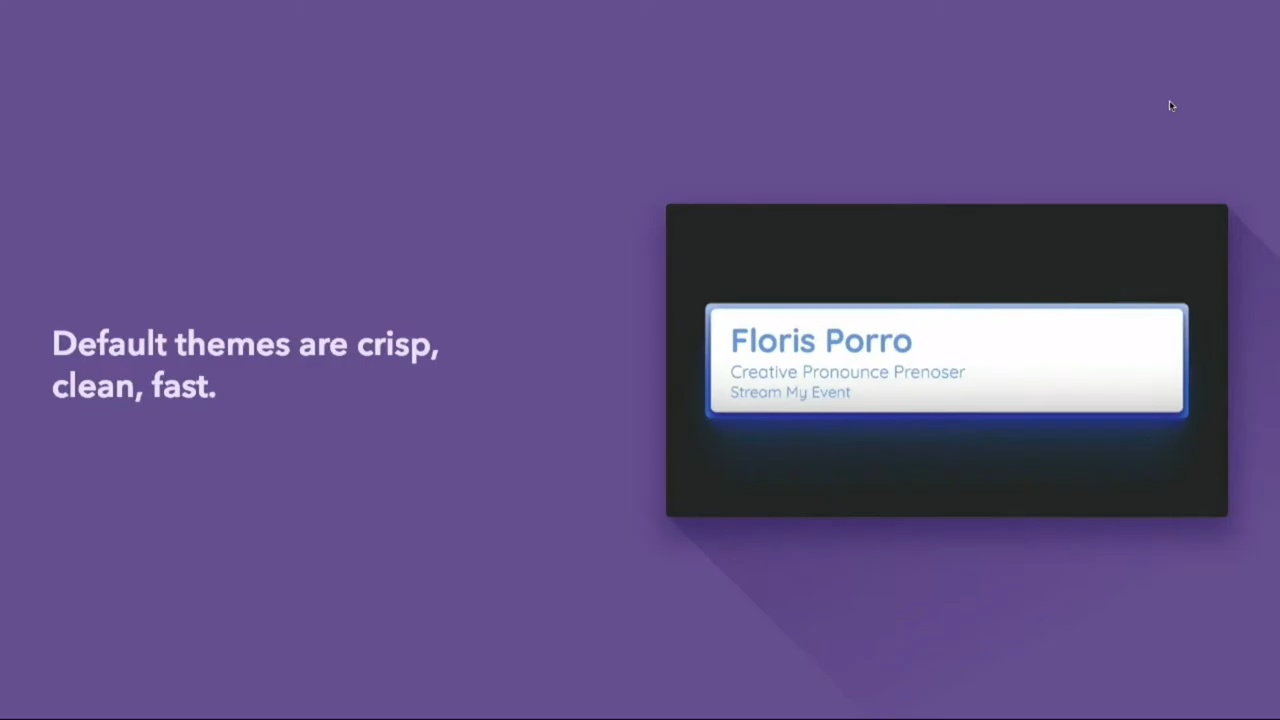 Default themes are crisp,
clean, fast.
Floris Porro
Creative Pronounce Prenoser
Stream My Event